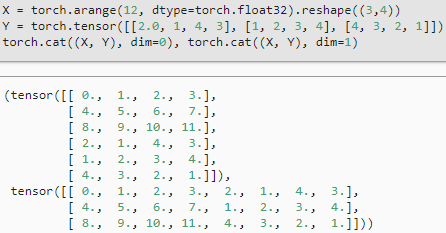 X = torch.arange(12, dtype=torch.float32).reshape((3,4))
Y = torch.tensor([[2.0, 1, 4, 3], [1, 2, 3, 4], [4, 3, 2, 1]])
torch.cat((X, Y), dim=0), torch.cat((X, Y), dim=1)
(tensor([[ 0.,  1.,  2.,  3.],
         [ 4.,  5.,  6.,  7.],
         [ 8.,  9., 10., 11.],
         [ 2.,  1.,  4.,  3.],
         [ 1.,  2.,  3.,  4.],
         [ 4.,  3.,  2.,  1.]]),
 tensor([[ 0.,  1.,  2.,  3.,  2.,  1.,  4.,  3.],
         [ 4.,  5.,  6.,  7.,  1.,  2.,  3.,  4.],
         [ 8.,  9., 10., 11.,  4.,  3.,  2.,  1.]]))